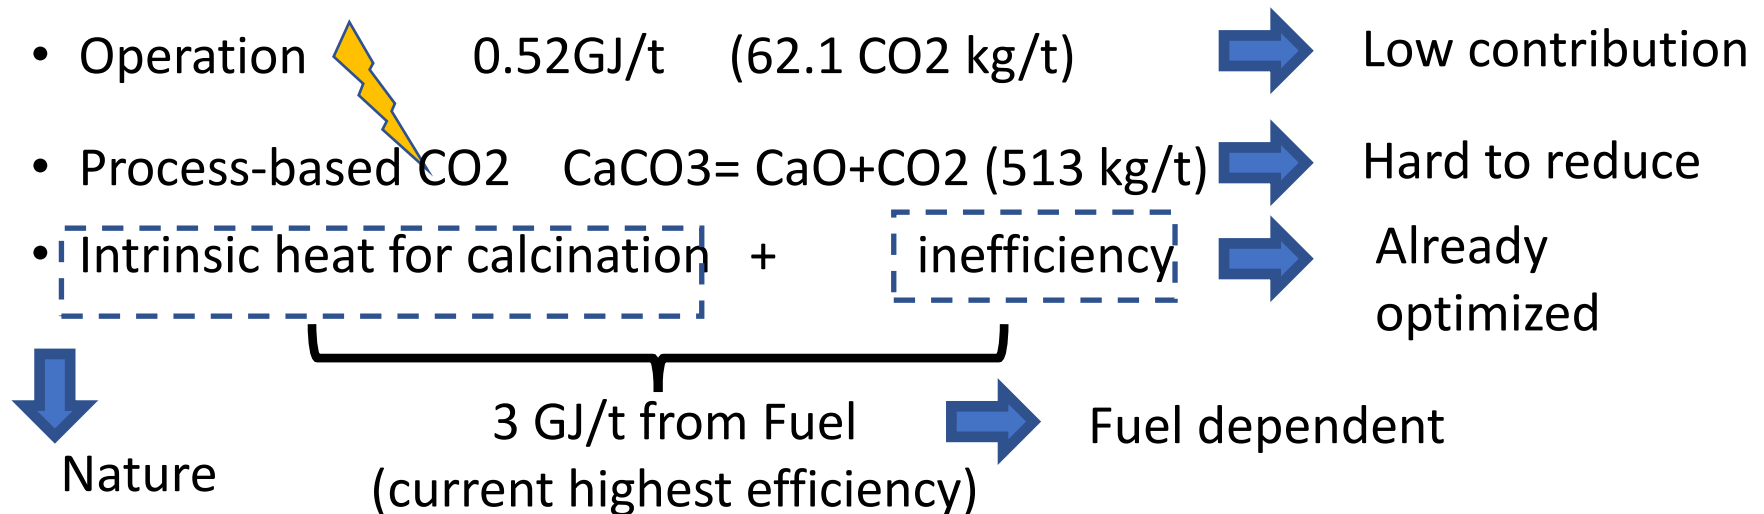 • Operation 0.52GJ/t (62.1 CO2 kg/t) Low contribution
• Process-based CO2 CaCO3= CaO+CO2 (513 kg/t) Hard to reduce
• Intrinsic heat for calcination + inefficiency Already
optimized
3 GJ/t from Fuel Fuel dependent
Nature (current highest efficiency)